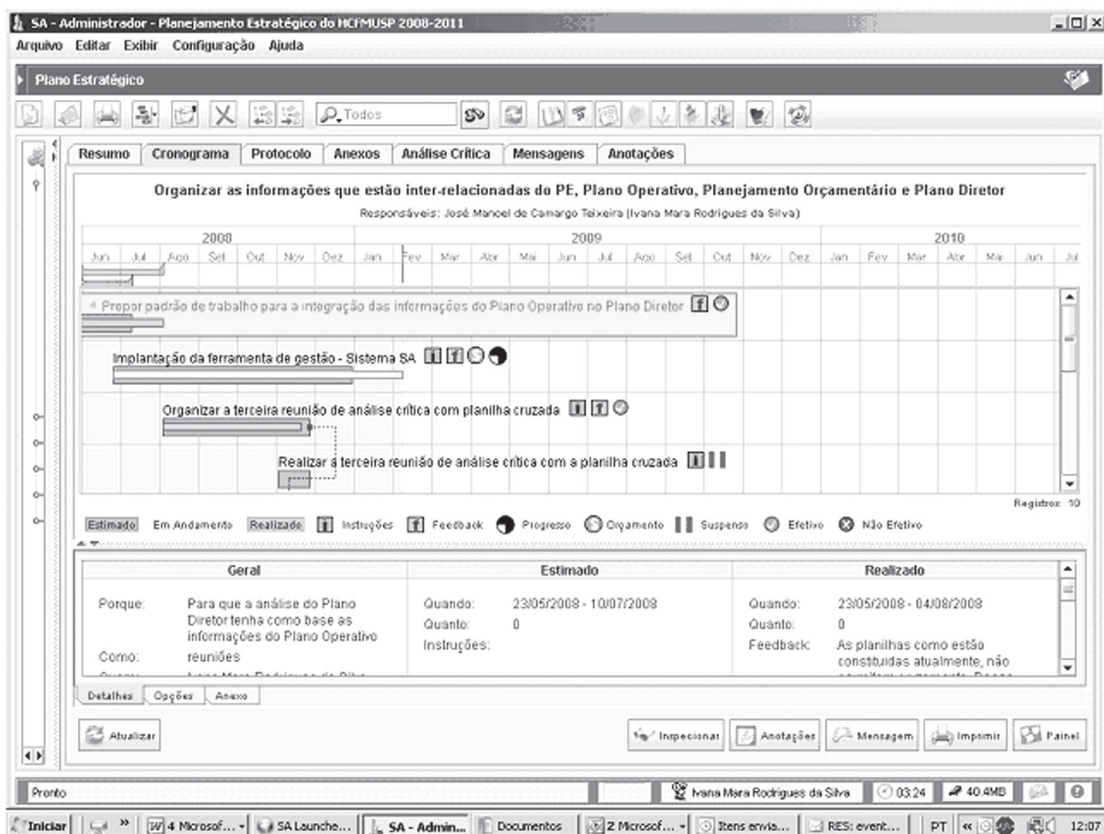 SA - Administrador - Planejamento Estratégico do HCFMUSP 2008-2011
Arquivo Editar Exibir Configuração Ajuda
Plano Estratégico
Todos
Resumo Cronograma Protocolo Anexos Análise Crítica Mensagens Anotações
Organizar as informações que estão inter-relacionadas do PE, Plano Operativo, Planejamento Orçamentário e Plano Diretor
Responsáveis: José Manoel de Camargo Teixeira (Ivana Mara Rodrigues da Silva)
2008 2009 2010
Jun Jul Ago Set Out Nov Dez Jan Fev Mar Abr Mai Jun Jul Ago Set Out Nov Dez Jan Fev Mar Abr Mai Jun Jul
Propor padrão de trabalho para a integração das informações do Plano Operativo no Plano Diretor
Implantação da ferramenta de gestão - Sistema SA
Organizar a terceira reunião de análise crítica com planilha cruzada
Realizar a terceira reunião de análise crítica com a planilha cruzada
Registros: 10
Estimado Em Andamento Realizado Instruções Feedback Progresso Orçamento Suspenso Efetivo Não Efetivo
Geral Estimado Realizado
Porque: Para que a análise do Plano Quando: 23/05/2008 - 10/07/2008 Quando: 23/05/2008 - 04/08/2008
Diretor tenha como base as Quanto: 0 Quanto: 0
informações do Plano Operativo Instruções: Feedback: As planilhas como estão
Como: reuniões constituidas atualmente, não
Detalhes Opções Anexo
Atualizar Inspecionar Anotações Mensagem Imprimir Painel
Pronto Ivana Mara Rodrigues da Silva 03:24 40.4MB
Iniciar » 4 Microsof... SA Launche... SA - Admin... Documentos 2 Microsof... Itens envia... RES: event... PT « 12:07